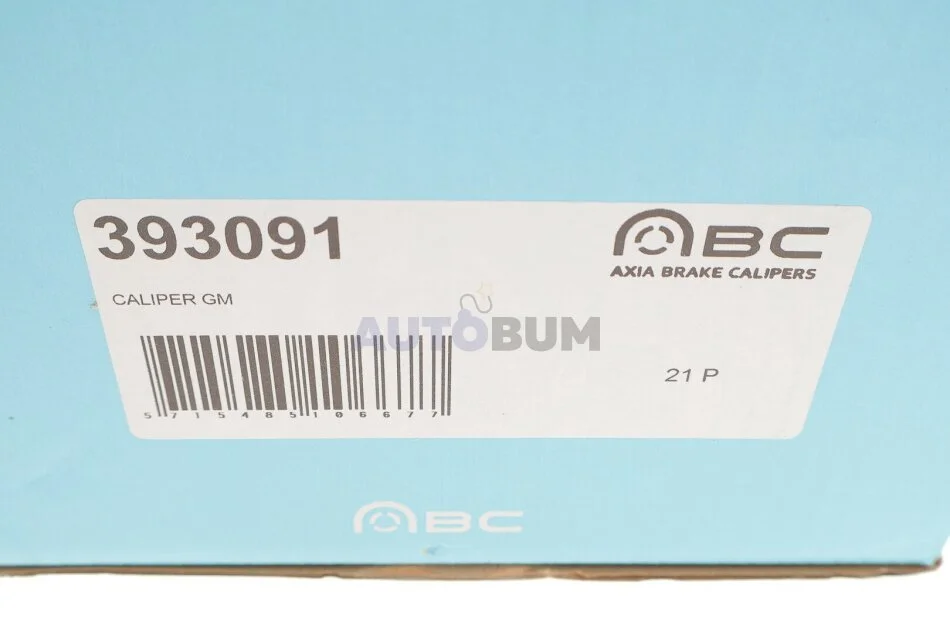 393091
ABC
AXIA BRAKE CALIPERS
CALIPER GM
AUTOBUM
21 P
5715485106677
ABC